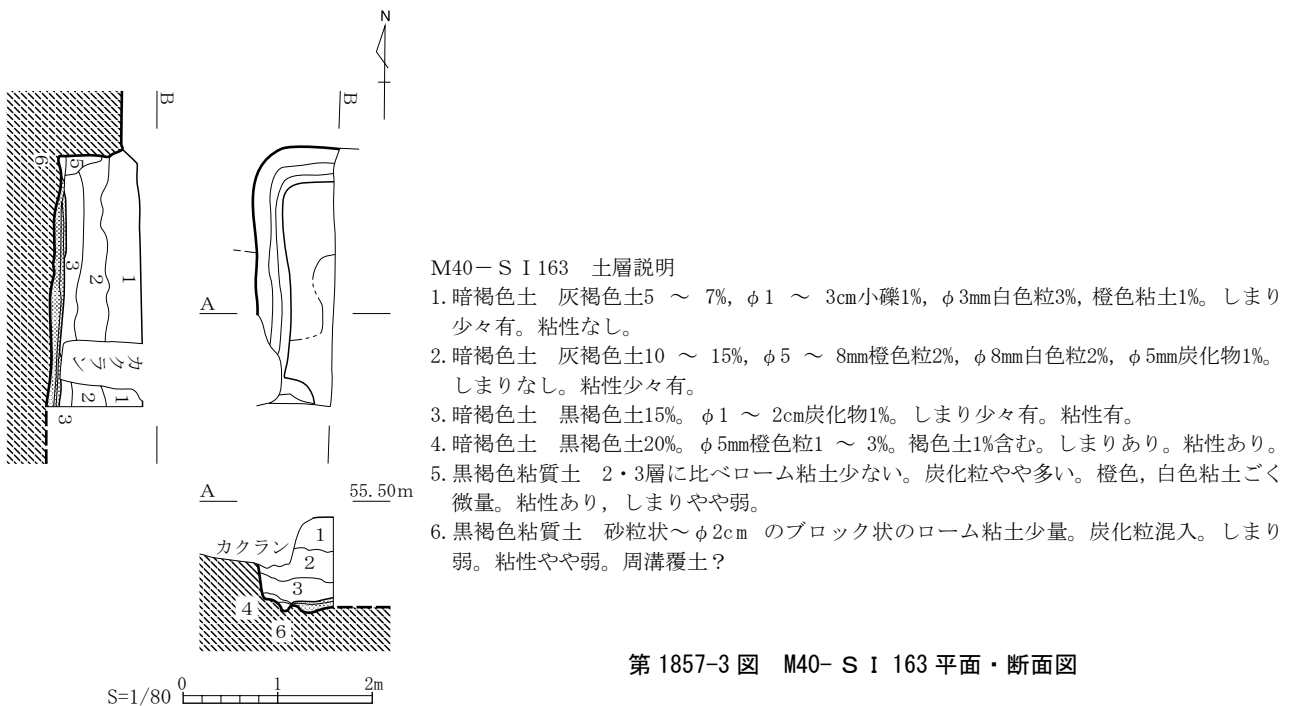 N
B
B
6
5
3
2
1
カクラン
3
2
1
A
M40－ＳＩ163　土層説明
1.暗褐色土　灰褐色土5 ～ 7%, φ1 ～ 3㎝小礫1%, φ3㎜白色粒3%, 橙色粘土1%。しまり
少々有。粘性なし。
2.暗褐色土　灰褐色土10 ～ 15%, φ5 ～ 8㎜橙色粒2%, φ8㎜白色粒2%, φ5㎜炭化物1%。
しまりなし。粘性少々有。
3.暗褐色土　黒褐色土15%。φ1 ～ 2㎝炭化物1%。しまり少々有。粘性有。
4.暗褐色土　黒褐色土20%。φ5㎜橙色粒1 ～ 3%。褐色土1%含む。しまりあり。粘性あり。
5.黒褐色粘質土　2・3層に比べローム粘土少ない。炭化粒やや多い。橙色, 白色粘土ごく
微量。粘性あり, しまりやや弱。
6.黒褐色粘質土　砂粒状～φ2cm のブロック状のローム粘土少量。炭化粒混入。しまり
弱。粘性やや弱。周溝覆土？
A
55.50m
カクラン
1
2
3
4
6
第 1857-3 図　M40- ＳＩ 163 平面・断面図
S=1/80 0 1 2m